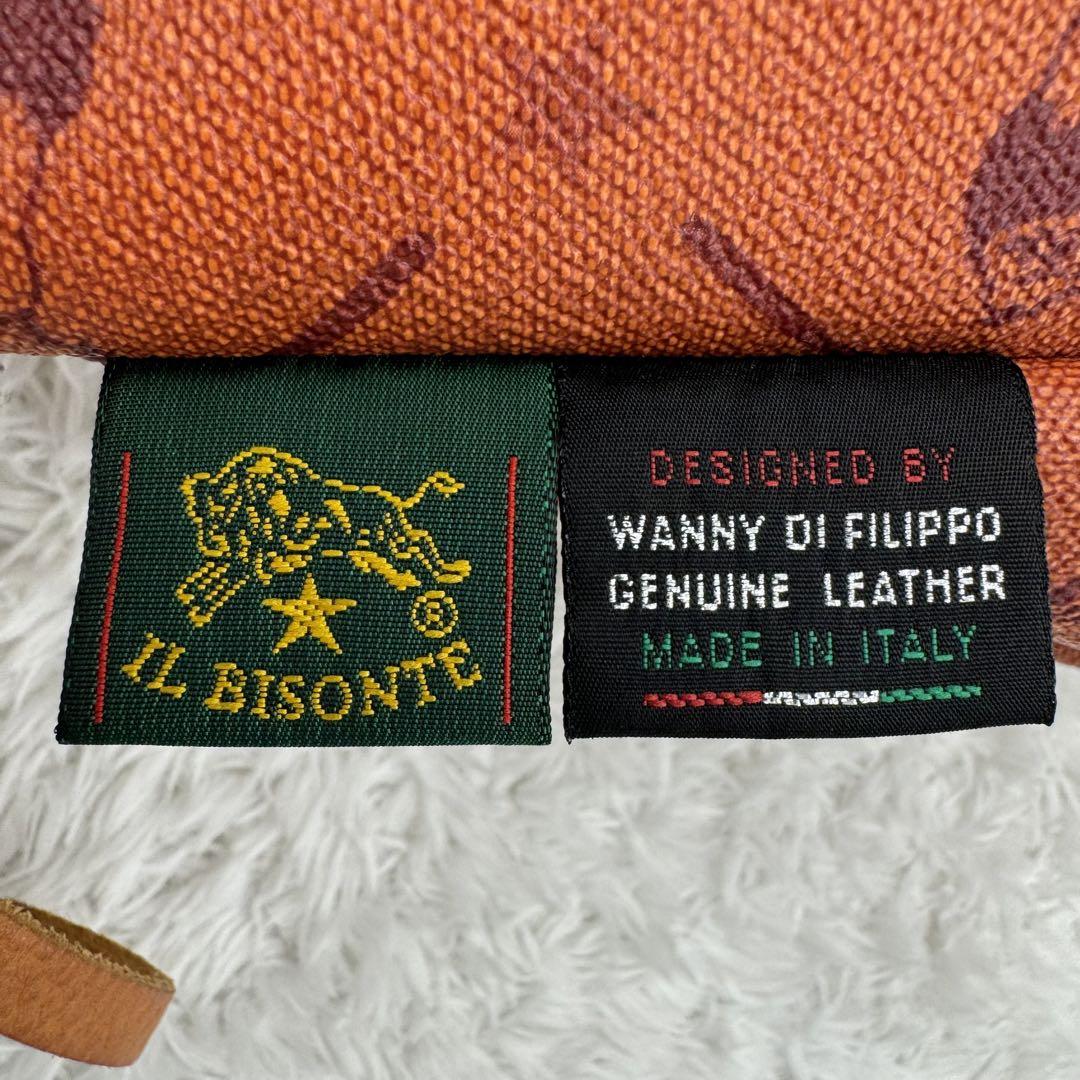 IL BISONTE
®
DESIGNED BY
WANNY DI FILIPPO
GENUINE LEATHER
MADE IN ITALY